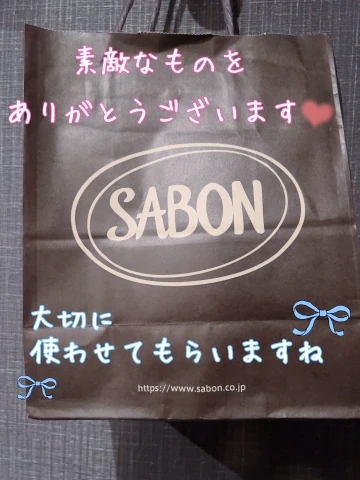 素敵なものを
ありがとうございます❤
SABON
大切に
使わせてもらいますね
https://www.sabon.co.jp